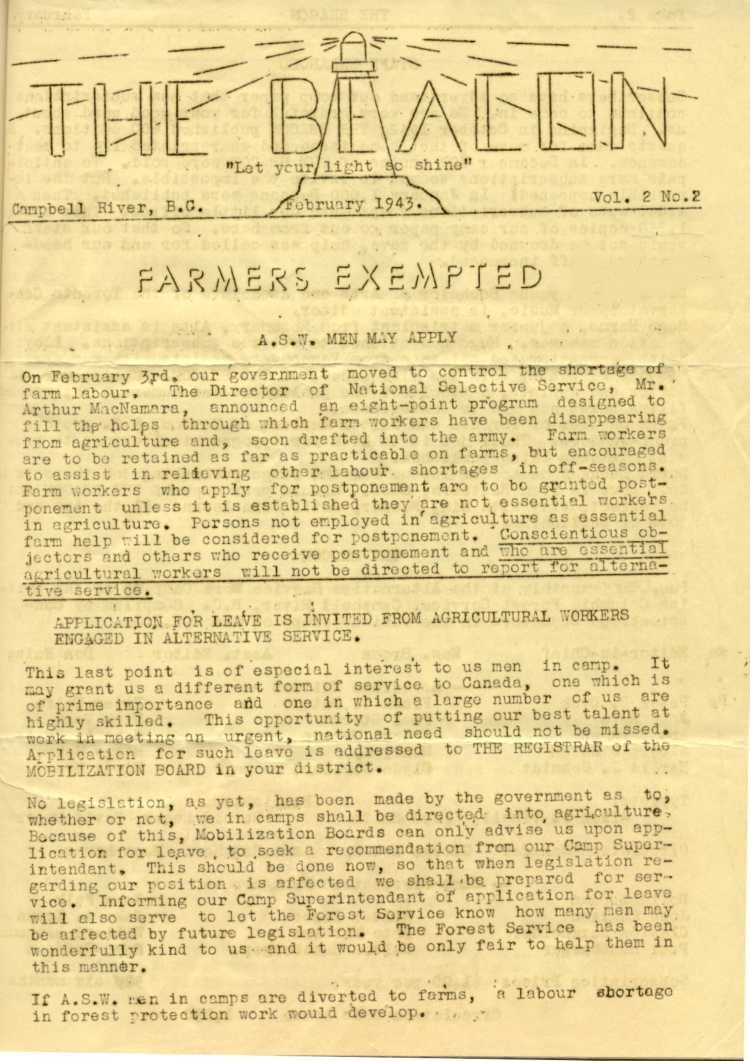 THE BEACON
"Let your light so shine"
Campbell River, B.C. February 1943. Vol. 2 No.2
FARMERS EXEMPTED
A.S.W. MEN MAY APPLY
On February 3rd. our government moved to control the shortage of
farm labour. The Director of National Selective Service, Mr.
Arthur MacNamara, announced an eight-point program designed to
fill the holes through which farm workers have been disappearing
from agriculture and, soon drafted into the army. Farm workers
are to be retained as far as practicable on farms, but encouraged
to assist in relieving other labour shortages in off-seasons.
Farm workers who apply for postponement are to be granted post-
ponement unless it is established they are not essential workers
in agriculture. Persons not employed in agriculture as essential
farm help will be considered for postponement. Conscientious ob-
jectors and others who receive postponement and who are essential
agricultural workers will not be directed to report for alterna-
tive service.
APPLICATION FOR LEAVE IS INVITED FROM AGRICULTURAL WORKERS
ENGAGED IN ALTERNATIVE SERVICE.
This last point is of especial interest to us men in camp. It
may grant us a different form of service to Canada, one which is
of prime importance and one in which a large number of us are
highly skilled. This opportunity of putting our best talent at
work in meeting an urgent, national need should not be missed.
Application for such leave is addressed to THE REGISTRAR of the
MOBILIZATION BOARD in your district.
No legislation, as yet, has been made by the government as to,
whether or not, we in camps shall be directed into agriculture.
Because of this, Mobilization Boards can only advise us upon app-
lication for leave, to seek a recommendation from our Camp Super-
intendant. This should be done now, so that when legislation re-
garding our position is affected we shall be prepared for ser-
vice. Informing our Camp Superintendant of application for leave
will also serve to let the Forest Service know how many men may
be affected by future legislation. The Forest Service has been
wonderfully kind to us and it would be only fair to help them in
this manner.
If A.S.W. men in camps are diverted to farms, a labour shortage
in forest protection work would develop.